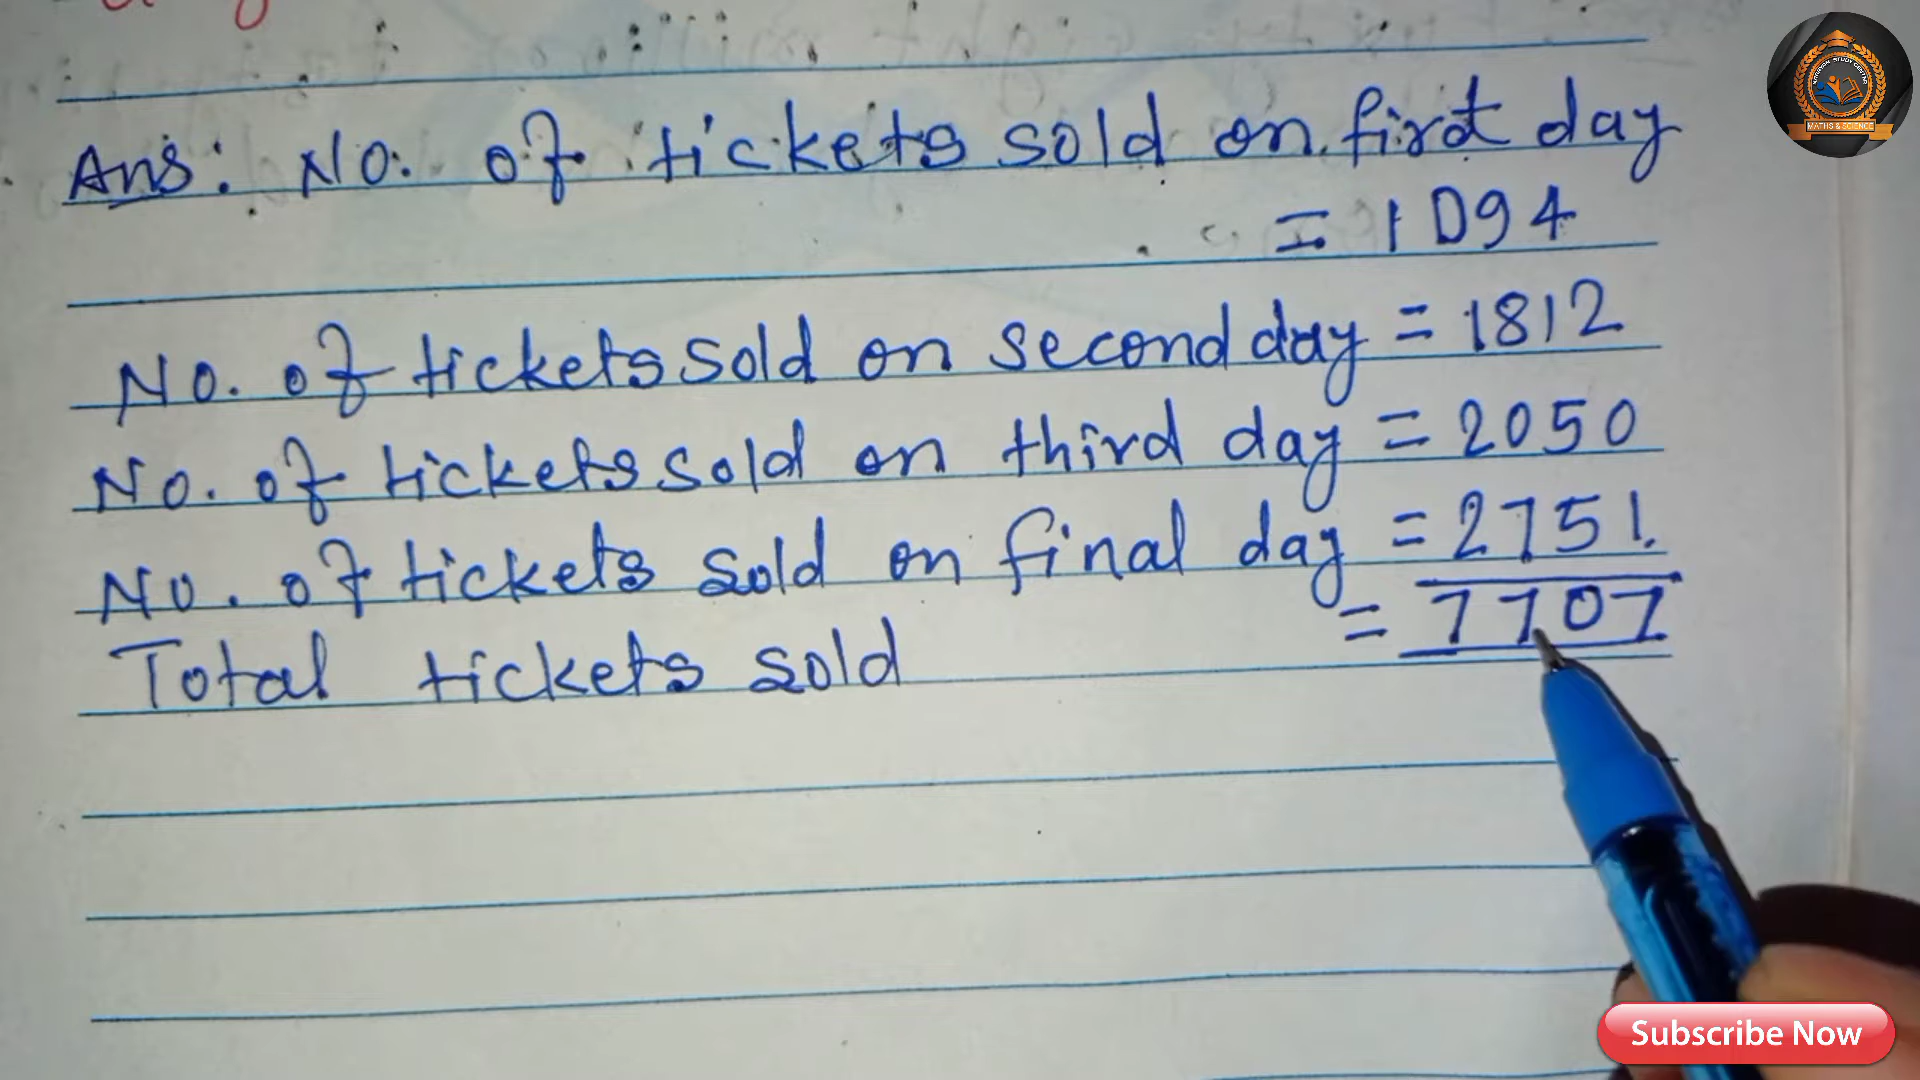 Ans: No. of tickets sold on first day
= 1094
No. of tickets sold on second day = 1812
No. of tickets sold on third day = 2050
No. of tickets sold on final day = 2751.
Total tickets sold = 7707
MATHS & SCIENCE
Subscribe Now